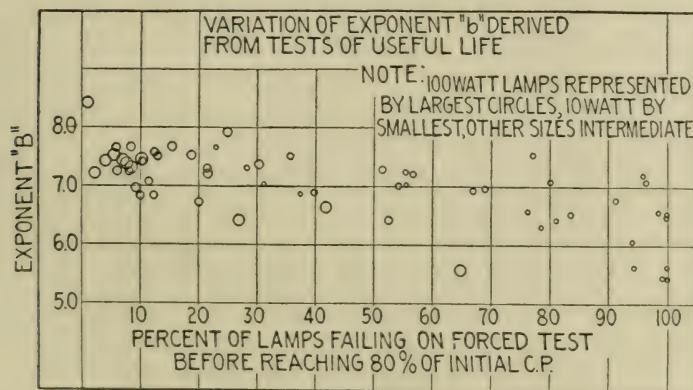 VARIATION OF EXPONENT "b" DERIVED
FROM TESTS OF USEFUL LIFE
NOTE: 100 WATT LAMPS REPRESENTED
BY LARGEST CIRCLES, 10 WATT BY
SMALLEST, OTHER SIZES INTERMEDIATE
EXPONENT "B"
8.0
7.0
6.0
5.0
10 20 30 40 50 60 70 80 90 100
PERCENT OF LAMPS FAILING ON FORCED TEST
BEFORE REACHING 80% OF INITIAL C.P.